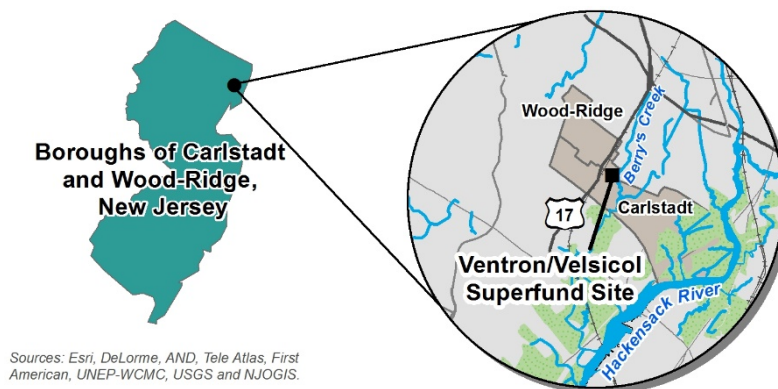 Boroughs of Carlstadt
and Wood-Ridge,
New Jersey
Sources: Esri, DeLorme, AND, Tele Atlas, First
American, UNEP-WCMC, USGS and NJOGIS.
Wood-Ridge
Berry's Creek
17
Carlstadt
Ventron/Velsicol
Superfund Site
Hackensack River